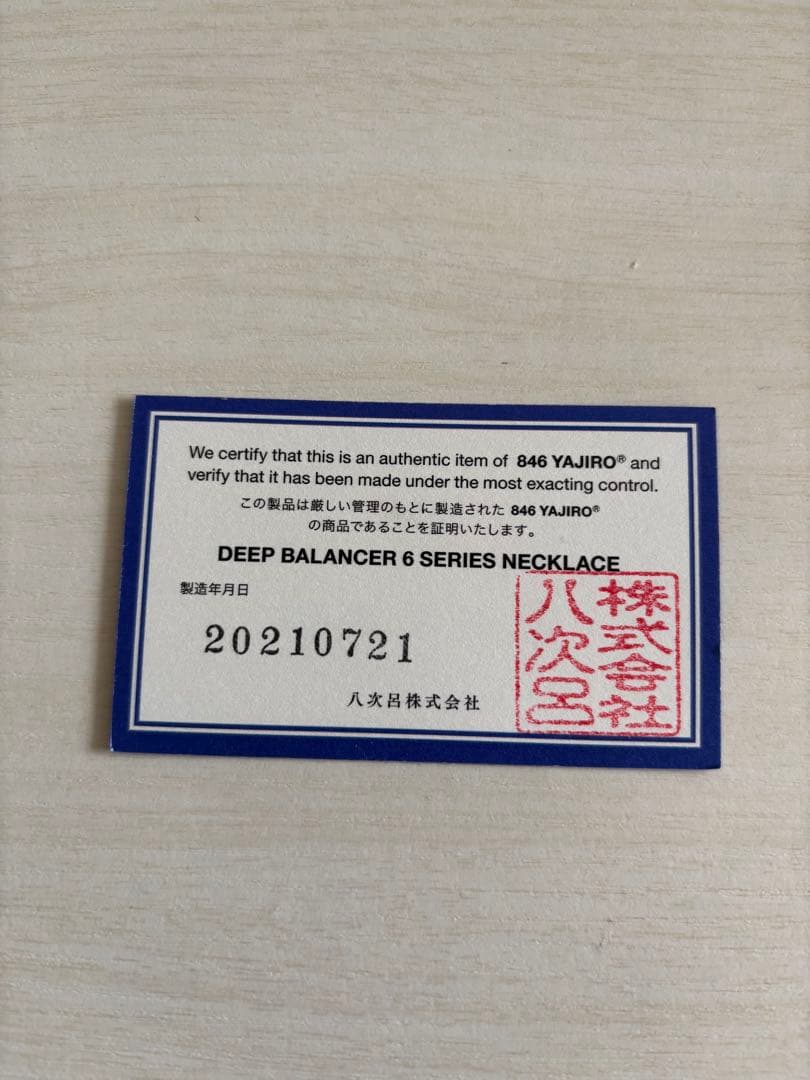 We certify that this is an authentic item of 846 YAJIRO® and
verify that it has been made under the most exacting control.
この製品は厳しい管理のもとに製造された 846 YAJIRO®
の商品であることを証明いたします。
DEEP BALANCER 6 SERIES NECKLACE
製造年月日
20210721
八次呂株式会社
株式会社
八次呂